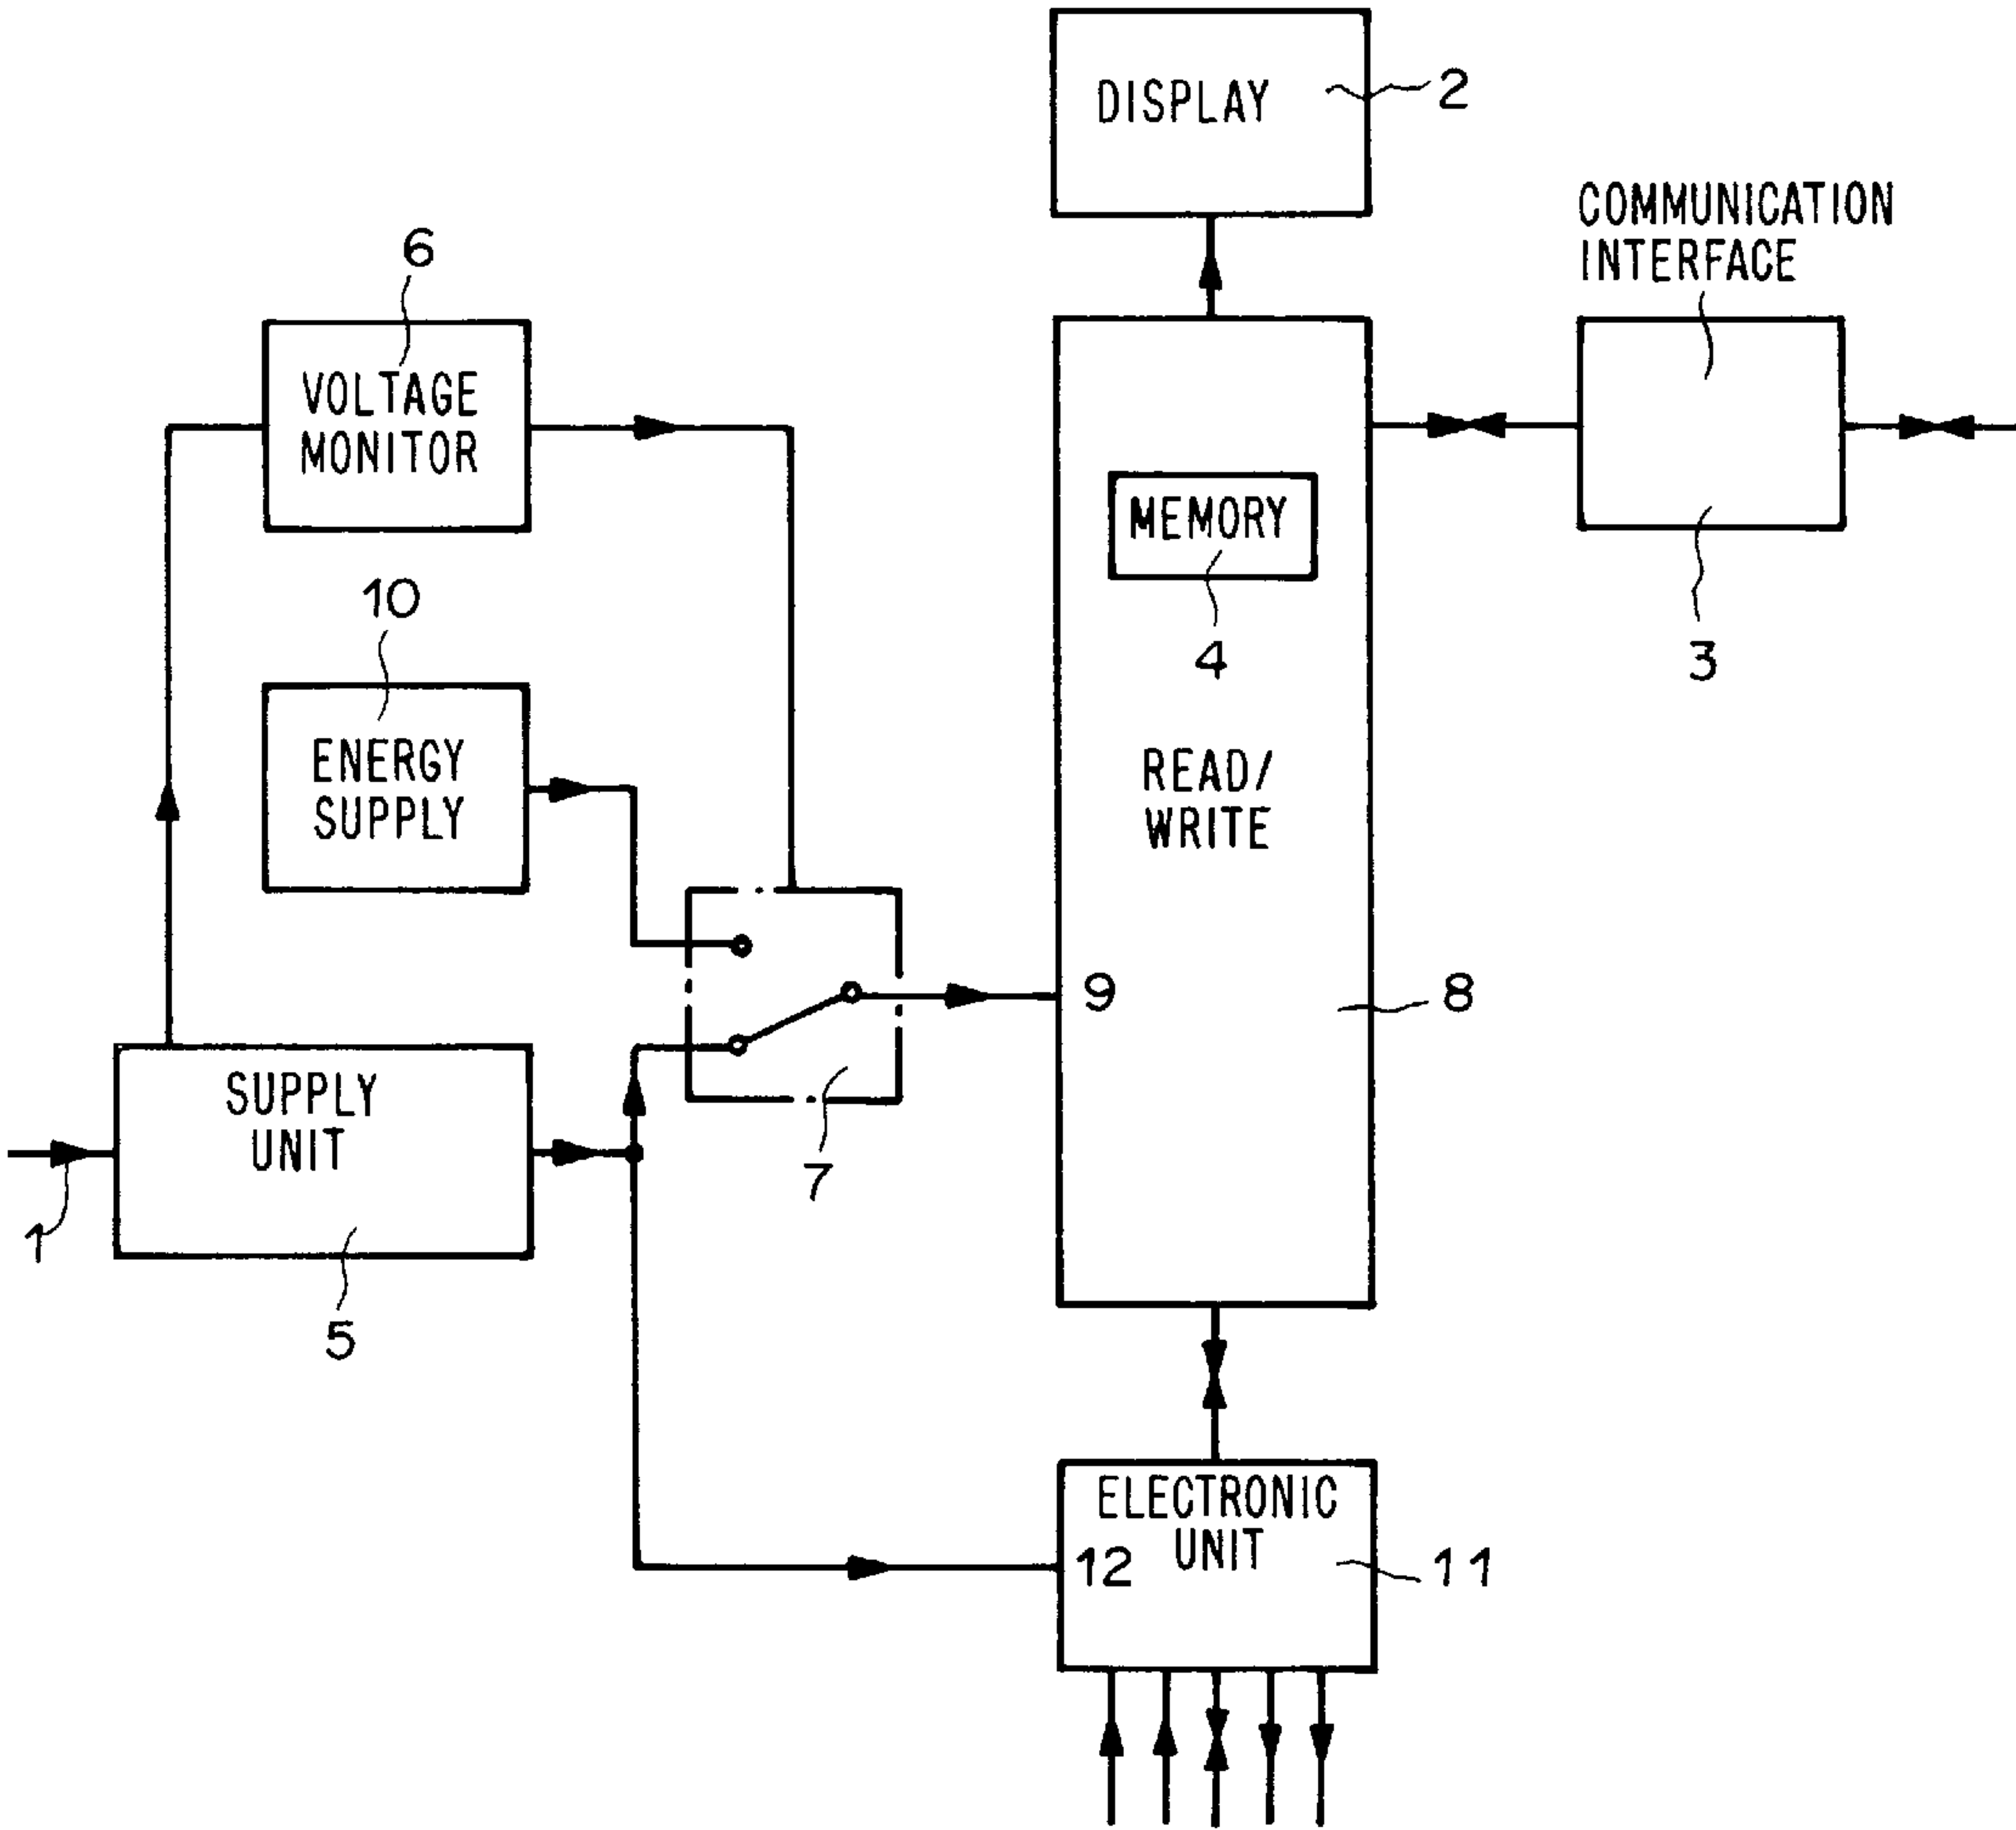 DISPLAY
2
COMMUNICATION
INTERFACE
6
VOLTAGE
MONITOR
MEMORY
4
3
10
ENERGY
SUPPLY
READ/
WRITE
9
8
SUPPLY
UNIT
7
1
5
ELECTRONIC
UNIT
12
11